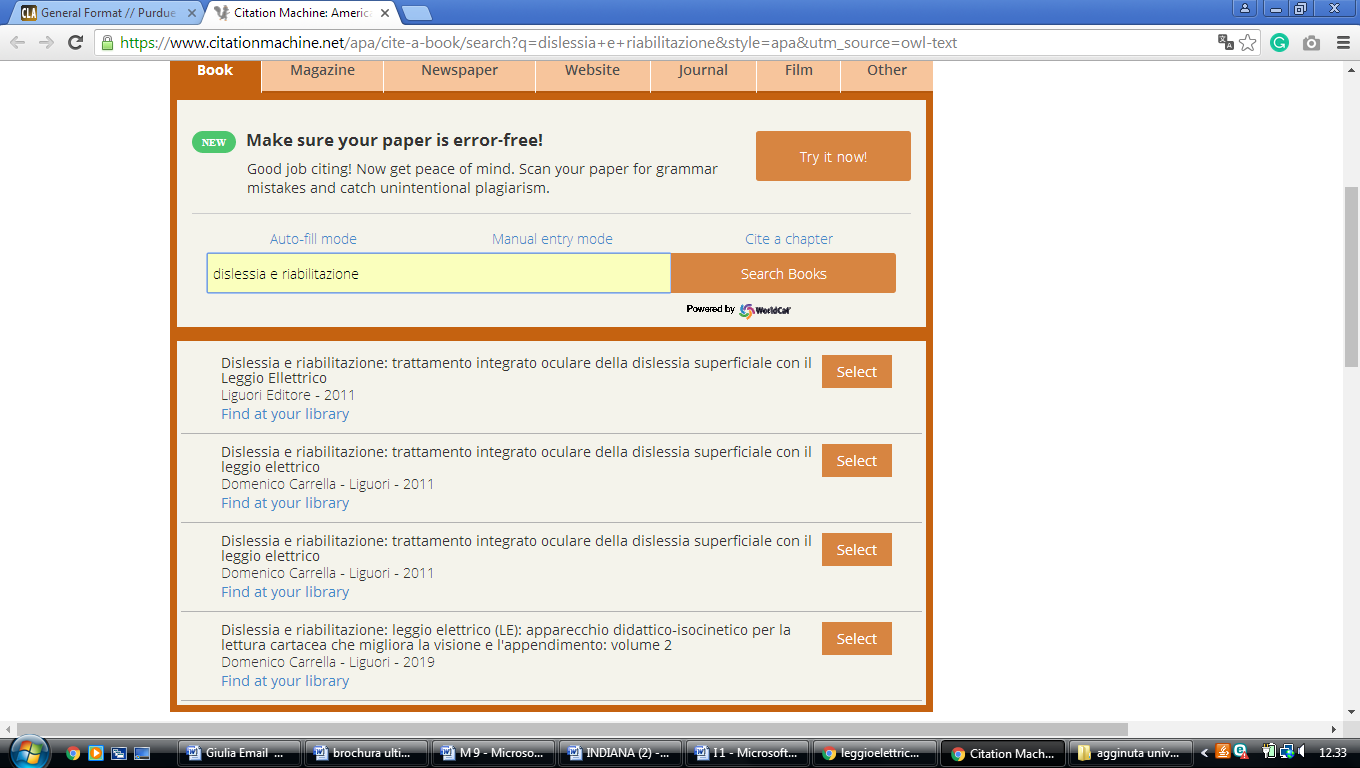 General Format // Purdue
Citation Machine: America
https://www.citationmachine.net/apa/cite-a-book/search?q=dislessia+e+riabilitazione&style=apa&utm_source=owl-text
Book Magazine Newspaper Website Journal Film Other
NEW Make sure your paper is error-free!
Good job citing! Now get peace of mind. Scan your paper for grammar
mistakes and catch unintentional plagiarism.
Try it now!
Auto-fill mode Manual entry mode Cite a chapter
dislessia e riabilitazione Search Books
Powered by WorldCat
Dislessia e riabilitazione: trattamento integrato oculare della dislessia superficiale con il
Leggio Ellettrico
Liguori Editore - 2011
Find at your library
Select
Dislessia e riabilitazione: trattamento integrato oculare della dislessia superficiale con il
leggio elettrico
Domenico Carrella - Liguori - 2011
Find at your library
Select
Dislessia e riabilitazione: trattamento integrato oculare della dislessia superficiale con il
leggio elettrico
Domenico Carrella - Liguori - 2011
Find at your library
Select
Dislessia e riabilitazione: leggio elettrico (LE): apparecchio didattico-isocinetico per la
lettura cartacea che migliora la visione e l'appendimento: volume 2
Domenico Carrella - Liguori - 2019
Find at your library
Select
Giulia Email ... brochura ulti... M 9 - Microso... INDIANA (2) -... 11 - Microsoft... leggioelettric... Citation Mach... agginuta univ... 12.33